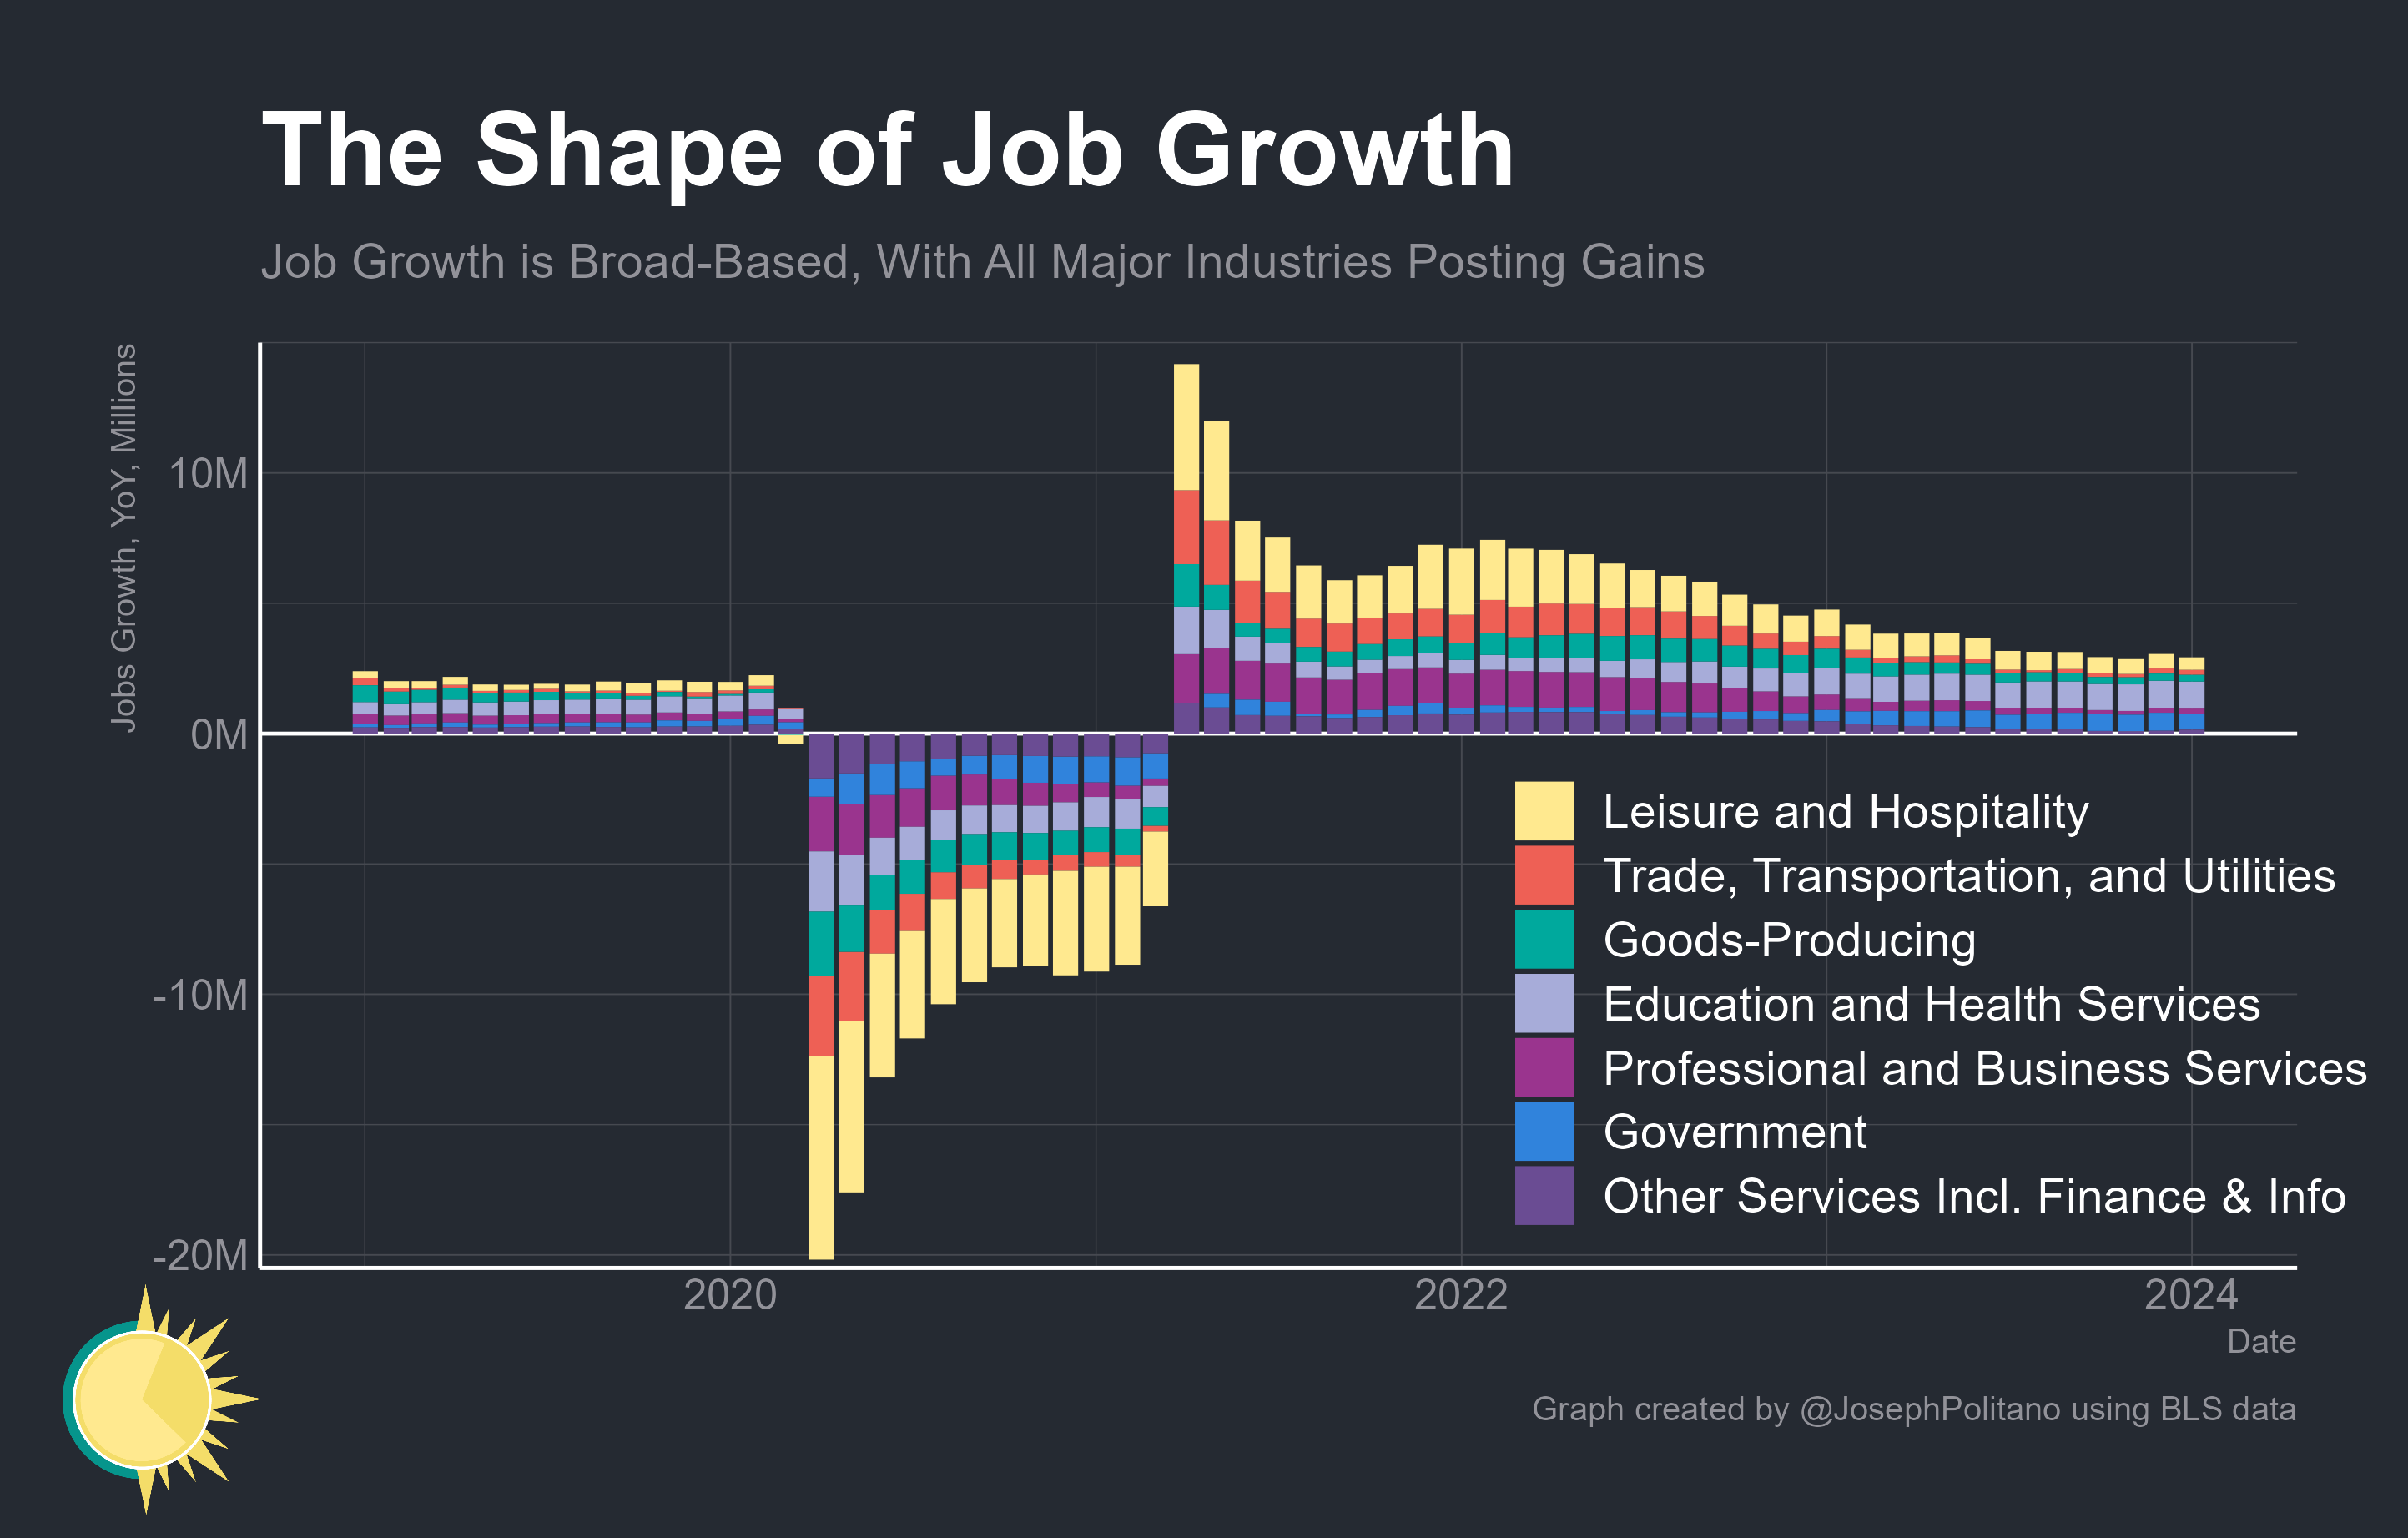 The Shape of Job Growth
Job Growth is Broad-Based, With All Major Industries Posting Gains
Jobs Growth, YoY, Millions
10M
0M
-10M
-20M
Leisure and Hospitality
Trade, Transportation, and Utilities
Goods-Producing
Education and Health Services
Professional and Business Services
Government
Other Services Incl. Finance & Info
2020
2022
2024
Date
Graph created by @JosephPolitano using BLS data